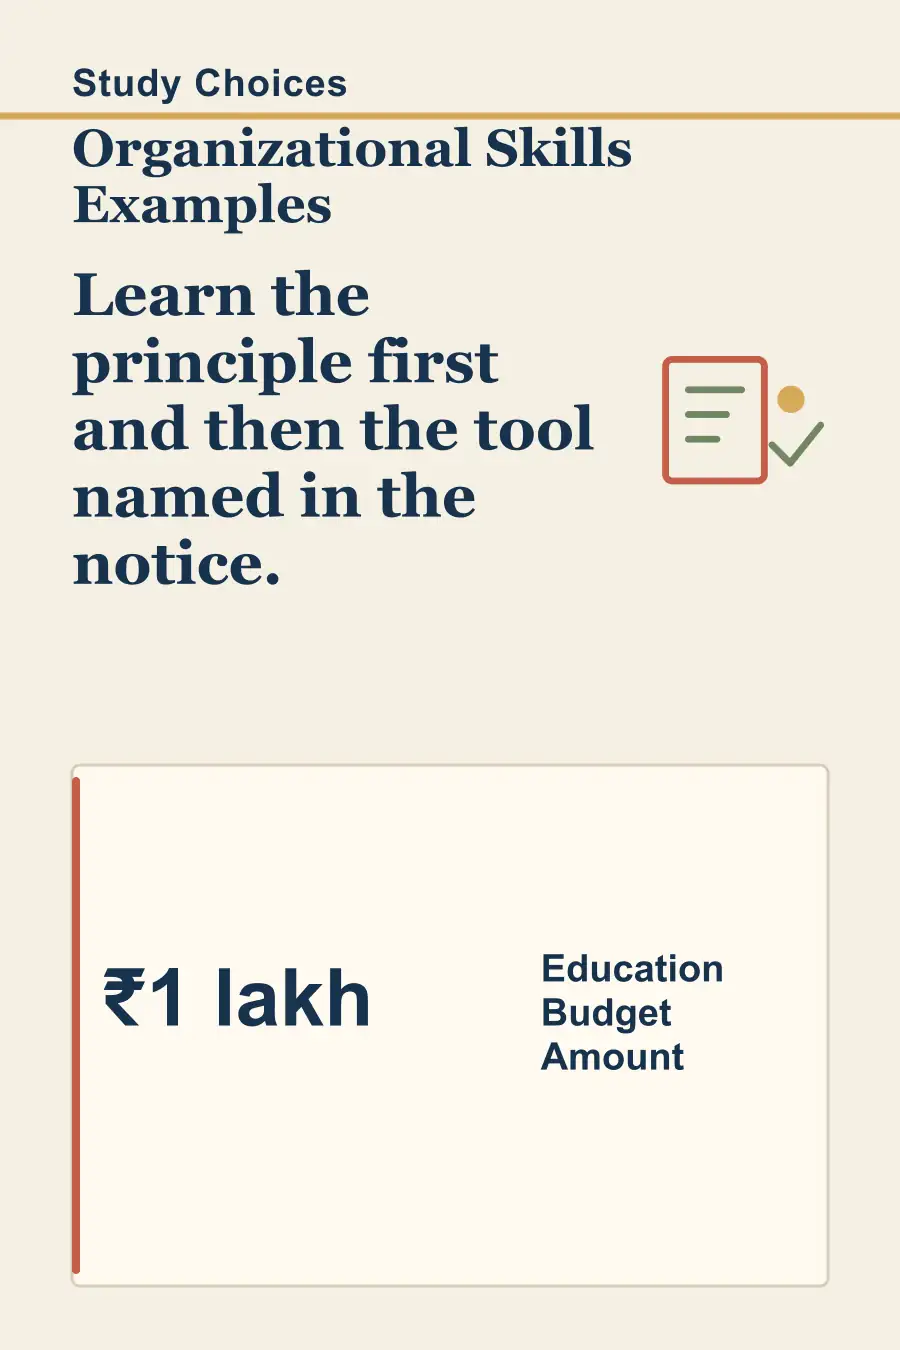 Study Choices
Organizational Skills
Examples
Learn the
principle first
and then the tool
named in the
notice.
₹1 lakh
Education
Budget
Amount